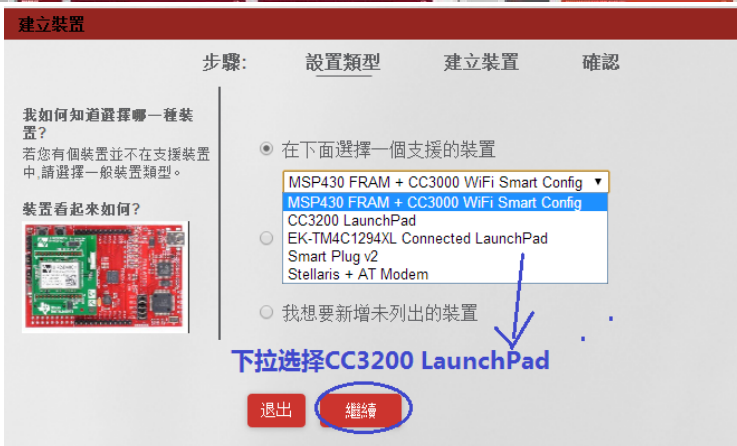 建立裝置
步驟:
設置類型
建立裝置
確認
我如何知道選擇哪一種裝
置?
若您有個裝置並不在支援裝置
中,請選擇一般裝置類型。
裝置看起來如何?
在下面選擇一個支援的裝置
MSP430 FRAM + CC3000 WiFi Smart Config
MSP430 FRAM + CC3000 WiFi Smart Config
CC3200 LaunchPad
EK-TM4C1294XL Connected LaunchPad
Smart Plug v2
Stellaris + AT Modem
我想要新增未列出的裝置
下拉选择CC3200 LaunchPad
退出
繼續